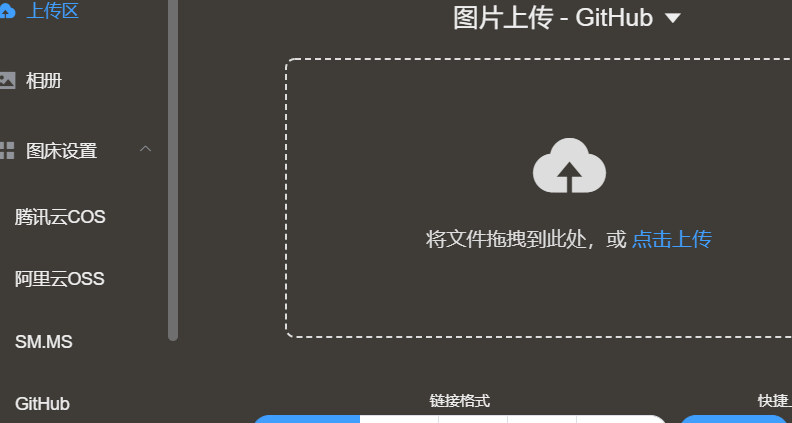 上传区
相册
图床设置
腾讯云COS
阿里云OSS
SM.MS
GitHub
图片上传 - GitHub
将文件拖拽到此处，或 点击上传
链接格式
快捷